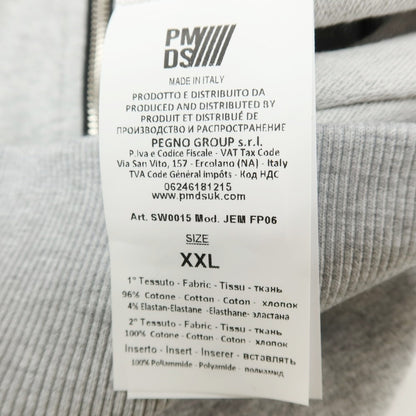 PM
DS
MADE IN ITALY
PRODOTTO E DISTRIBUITO DA
PRODUCED AND DISTRIBUTED BY
PRODUIT ET DISTRIBUÉ DE
ПРОИЗВОДСТВО И РАСПРОСТРАНЕНИЕ
PEGNO GROUP s.r.l.
P.Iva e Codice Fiscale - VAT Tax Code
Via San Vito, 157 - Ercolano (NA) - Italy
TVA Code Général impôts - Код НДС
06246181215
www.pmdsuk.com
Art. SW0015 Mod. JEM FP06
SIZE
XXL
1° Tessuto - Fabric - Tissu - ткань
96% Cotone - Cotton - Coton - хлопок
4% Elastan-Elastane -Elasthane- эластана
2° Tessuto - Fabric - Tissu - ткань
100% Cotone - Cotton - Coton - хлопок
Inserto - Insert - Inserer - вставлять
100% Poliammide - Polyamide - полиамид